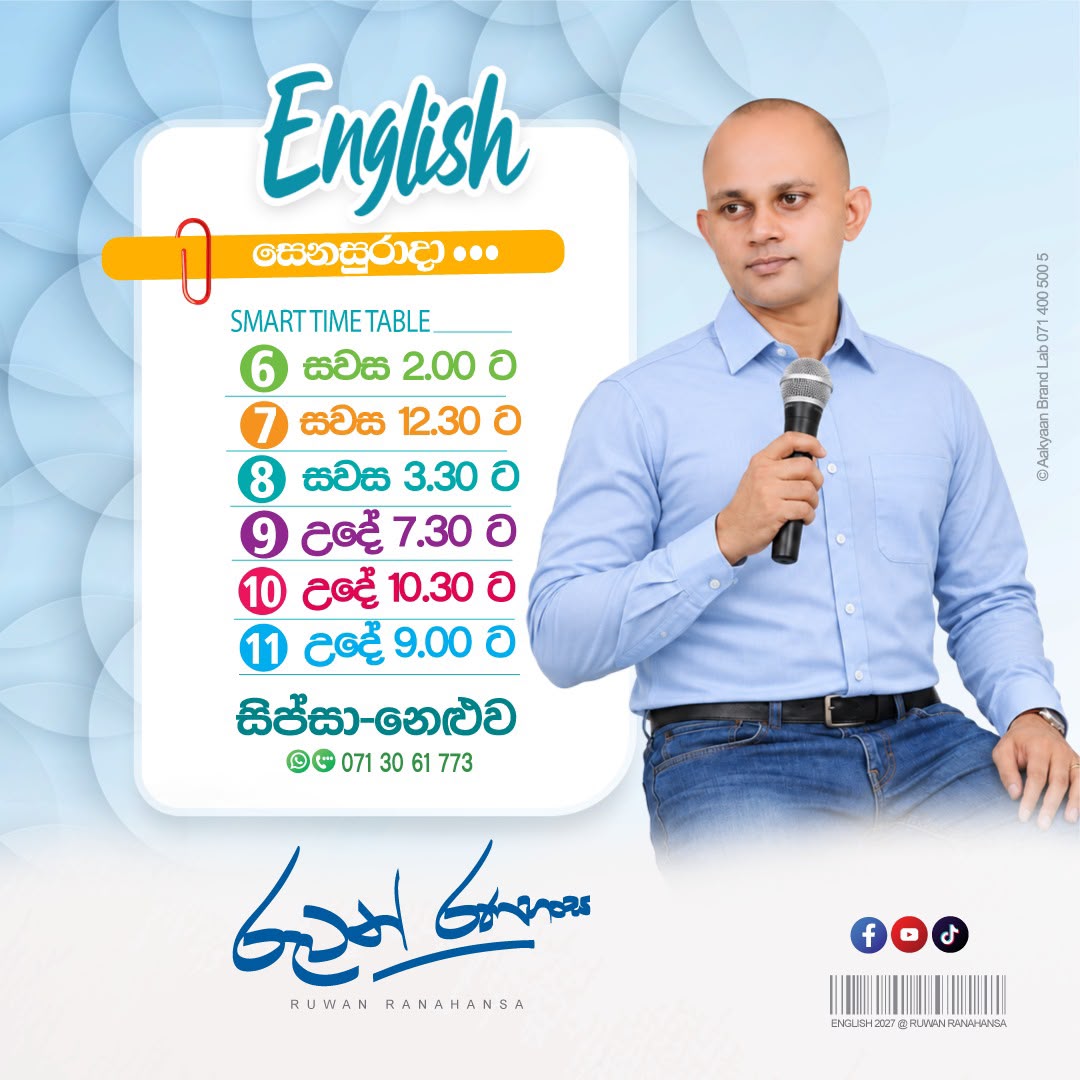 English
සෙනසුරාදා •••
SMART TIME TABLE
6 සවස 2.00 ට
7 සවස 12.30 ට
8 සවස 3.30 ට
9 උදේ 7.30 ට
10 උදේ 10.30 ට
11 උදේ 9.00 ට
සිප්සා-නෙළුව
071 30 61 773
රුවන් රණහංස
RUWAN RANAHANSA
© Aakyaan Brand Lab 071 400 500 5
ENGLISH 2027 @ RUWAN RANAHANSA